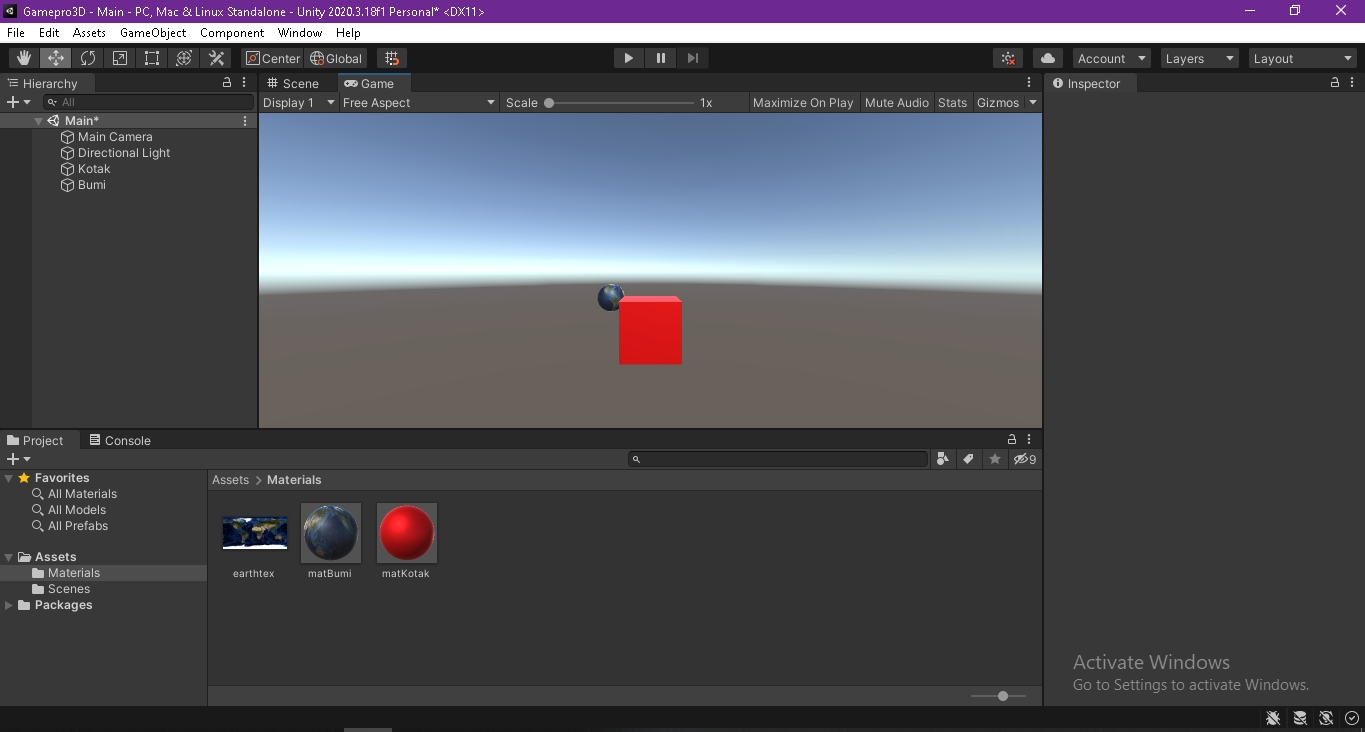 Gamepro3D - Main - PC, Mac & Linux Standalone - Unity 2020.3.18f1 Personal* <DX11>
File Edit Assets GameObject Component Window Help
Center Global Account Layers Layout
Hierarchy
All
Main*
Main Camera
Directional Light
Kotak
Bumi
Scene Game
Display 1 Free Aspect Scale 1x Maximize On Play Mute Audio Stats Gizmos
Inspector
Project Console
9
Favorites
All Materials
All Models
All Prefabs
Assets
Materials
Scenes
Packages
Assets > Materials
earthtex matBumi matKotak
Activate Windows
Go to Settings to activate Windows.